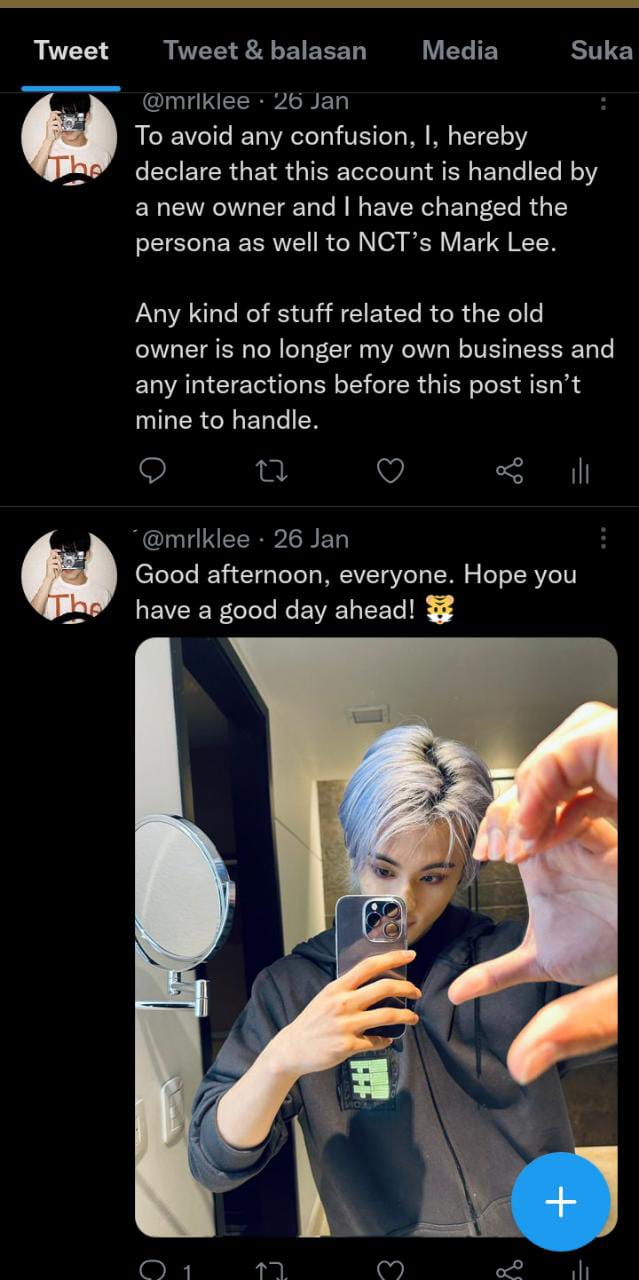 Tweet Tweet & balasan Media Suka
@mrlklee · 26 Jan
To avoid any confusion, I, hereby
declare that this account is handled by
a new owner and I have changed the
persona as well to NCT's Mark Lee.
Any kind of stuff related to the old
owner is no longer my own business and
any interactions before this post isn't
mine to handle.
The
@mrlklee · 26 Jan
Good afternoon, everyone. Hope you
have a good day ahead! 🐯
The
1